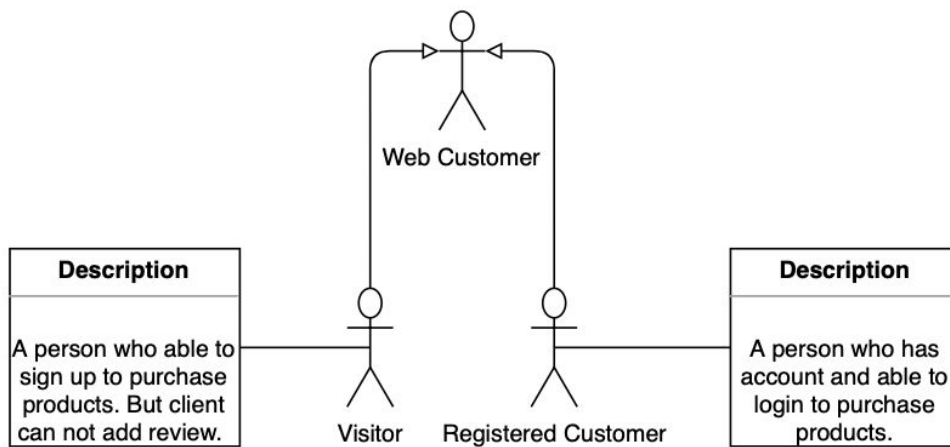 Web Customer
Description
A person who able to
sign up to purchase
products. But client
can not add review.
Visitor
Registered Customer
Description
A person who has
account and able to
login to purchase
products.